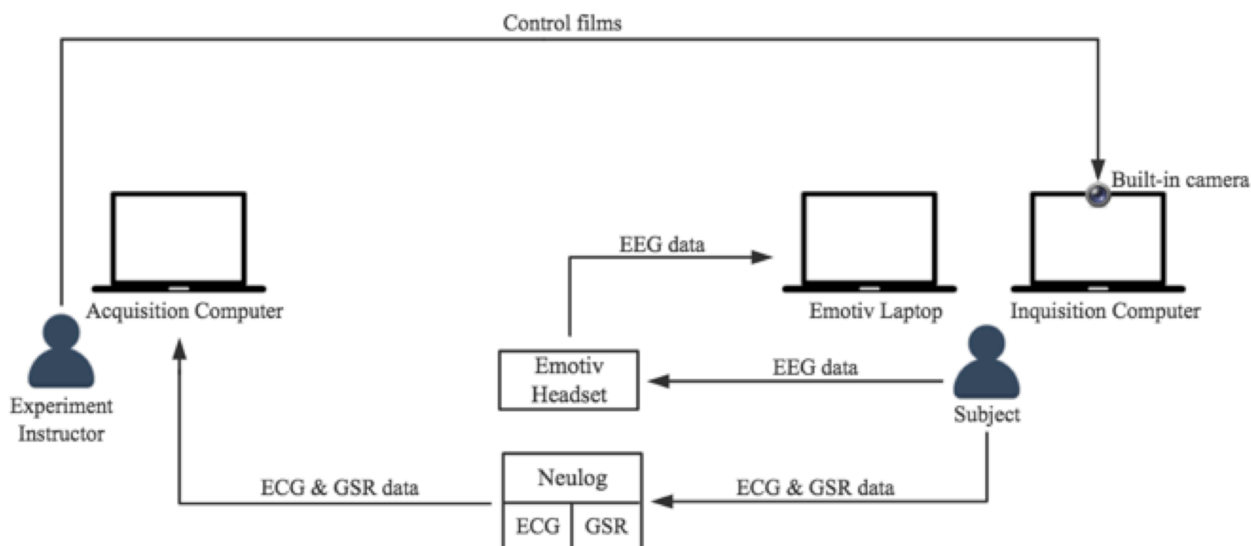 Control films
Built-in camera
EEG data
Acquisition Computer
Emotiv Laptop
Inquisition Computer
Emotiv
Headset
EEG data
Experiment
Instructor
Subject
ECG & GSR data
Neulog
ECG & GSR data
ECG
GSR